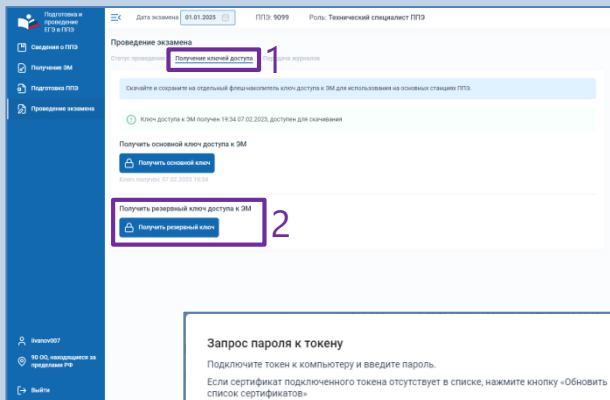 Подготовка и
проведение
ЕГЭ в ППЭ
Дата экзамена 01.01.2025 ППЭ: 9099 Роль: Технический специалист ППЭ
Сведения о ППЭ
Получение ЭМ
Подготовка ППЭ
Проведение экзамена
Проведение экзамена
Статус проведения Получение ключей доступа Передача журналов
1
Скачайте и сохраните на отдельный флеш-накопитель ключ доступа к ЭМ для использования на основных станциях ППЭ.
Ключ доступа к ЭМ получен 19:34 07.02.2023, доступен для скачивания
Получить основной ключ доступа к ЭМ
Получить основной ключ
Ключ получен: 07.02.2023 19:34
Получить резервный ключ доступа к ЭМ
Получить резервный ключ
2
iivanov007
90 ОО, находящиеся за
пределами РФ
Выйти
Запрос пароля к токену
Подключите токен к компьютеру и введите пароль.
Если сертификат подключенного токена отсутствует в списке, нажмите кнопку «Обновить
список сертификатов»